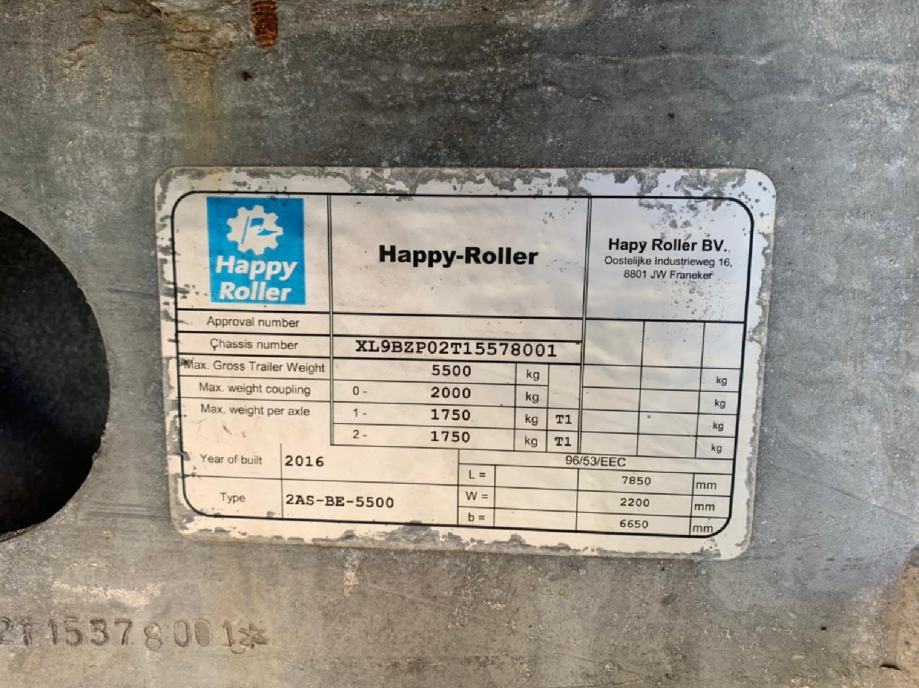 Happy
Roller
Happy-Roller
Hapy Roller BV.
Oostelijke Industrieweg 16,
8801 JW Franeker
Approval number
Chassis number XL9BZP02T15578001
Max. Gross Trailer Weight 5500 kg kg
Max. weight coupling 0- 2000 kg kg
Max. weight per axle 1- 1750 kg T1 kg
2- 1750 kg T1 kg
Year of built 2016 96/53/EEC
L= 7850 mm
Type 2AS-BE-5500 W= 2200 mm
b= 6650 mm
2T15578001*